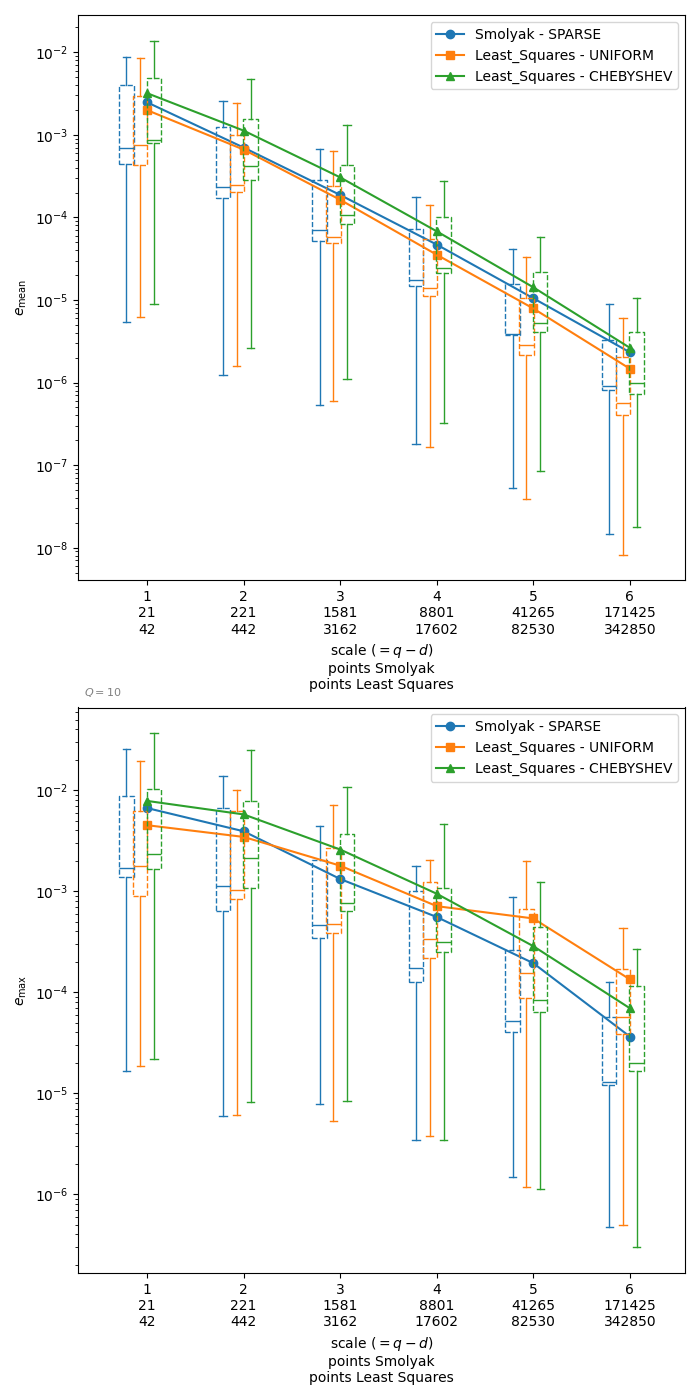 10⁻²
10⁻³
10⁻⁴
10⁻⁵
10⁻⁶
10⁻⁷
10⁻⁸
e_mean
Smolyak - SPARSE
Least_Squares - UNIFORM
Least_Squares - CHEBYSHEV
1 2 3 4 5 6
21 221 1581 8801 41265 171425
42 442 3162 17602 82530 342850
scale (= q − d)
points Smolyak
points Least Squares
Q = 10
10⁻²
10⁻³
10⁻⁴
10⁻⁵
10⁻⁶
e_max
Smolyak - SPARSE
Least_Squares - UNIFORM
Least_Squares - CHEBYSHEV
1 2 3 4 5 6
21 221 1581 8801 41265 171425
42 442 3162 17602 82530 342850
scale (= q − d)
points Smolyak
points Least Squares